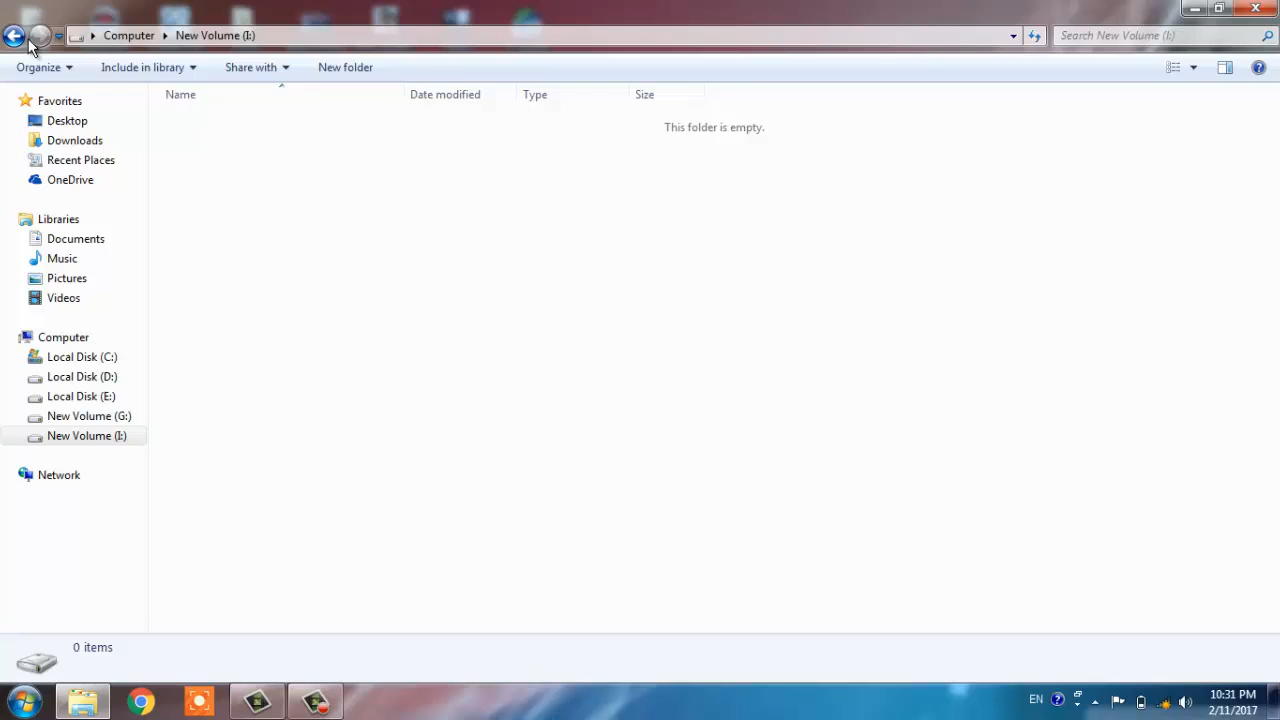 Computer New Volume (I:) Search New Volume (I:)
Organize Include in library Share with New folder
Name Date modified Type Size
This folder is empty.
Favorites
Desktop
Downloads
Recent Places
OneDrive
Libraries
Documents
Music
Pictures
Videos
Computer
Local Disk (C:)
Local Disk (D:)
Local Disk (E:)
New Volume (G:)
New Volume (I:)
Network
0 items
EN 10:31 PM
2/11/2017